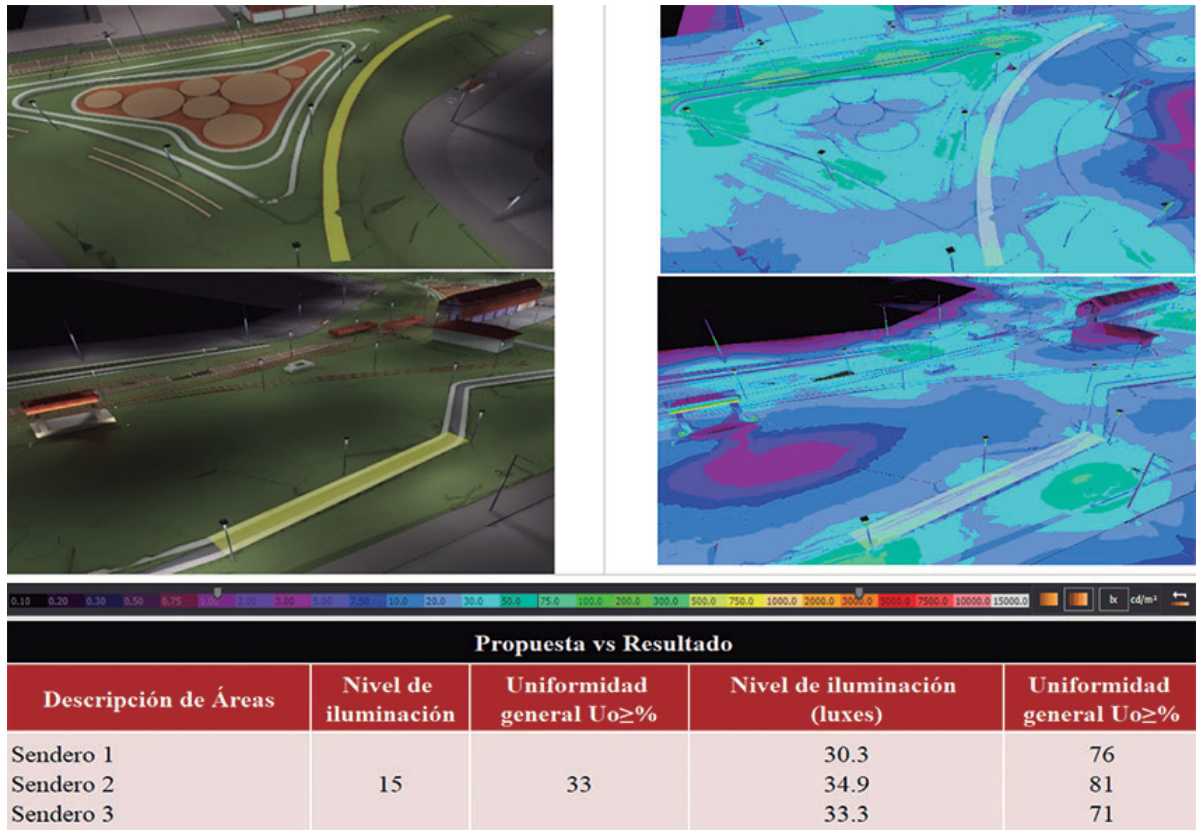 0.10 0.20 0.30 0.50 0.75 1.00 2.00 3.00 5.00 7.50 10.0 20.0 30.0 50.0 75.0 100.0 200.0 300.0 500.0 750.0 1000.0 2000.0 3000.0 5000.0 7500.0 10000.0 15000.0 lx cd/m²
Propuesta vs Resultado
Descripción de Áreas Nivel de iluminación Uniformidad general Uo≥% Nivel de iluminación (luxes) Uniformidad general Uo≥%
Sendero 1 30.3 76
Sendero 2 15 33 34.9 81
Sendero 3 33.3 71